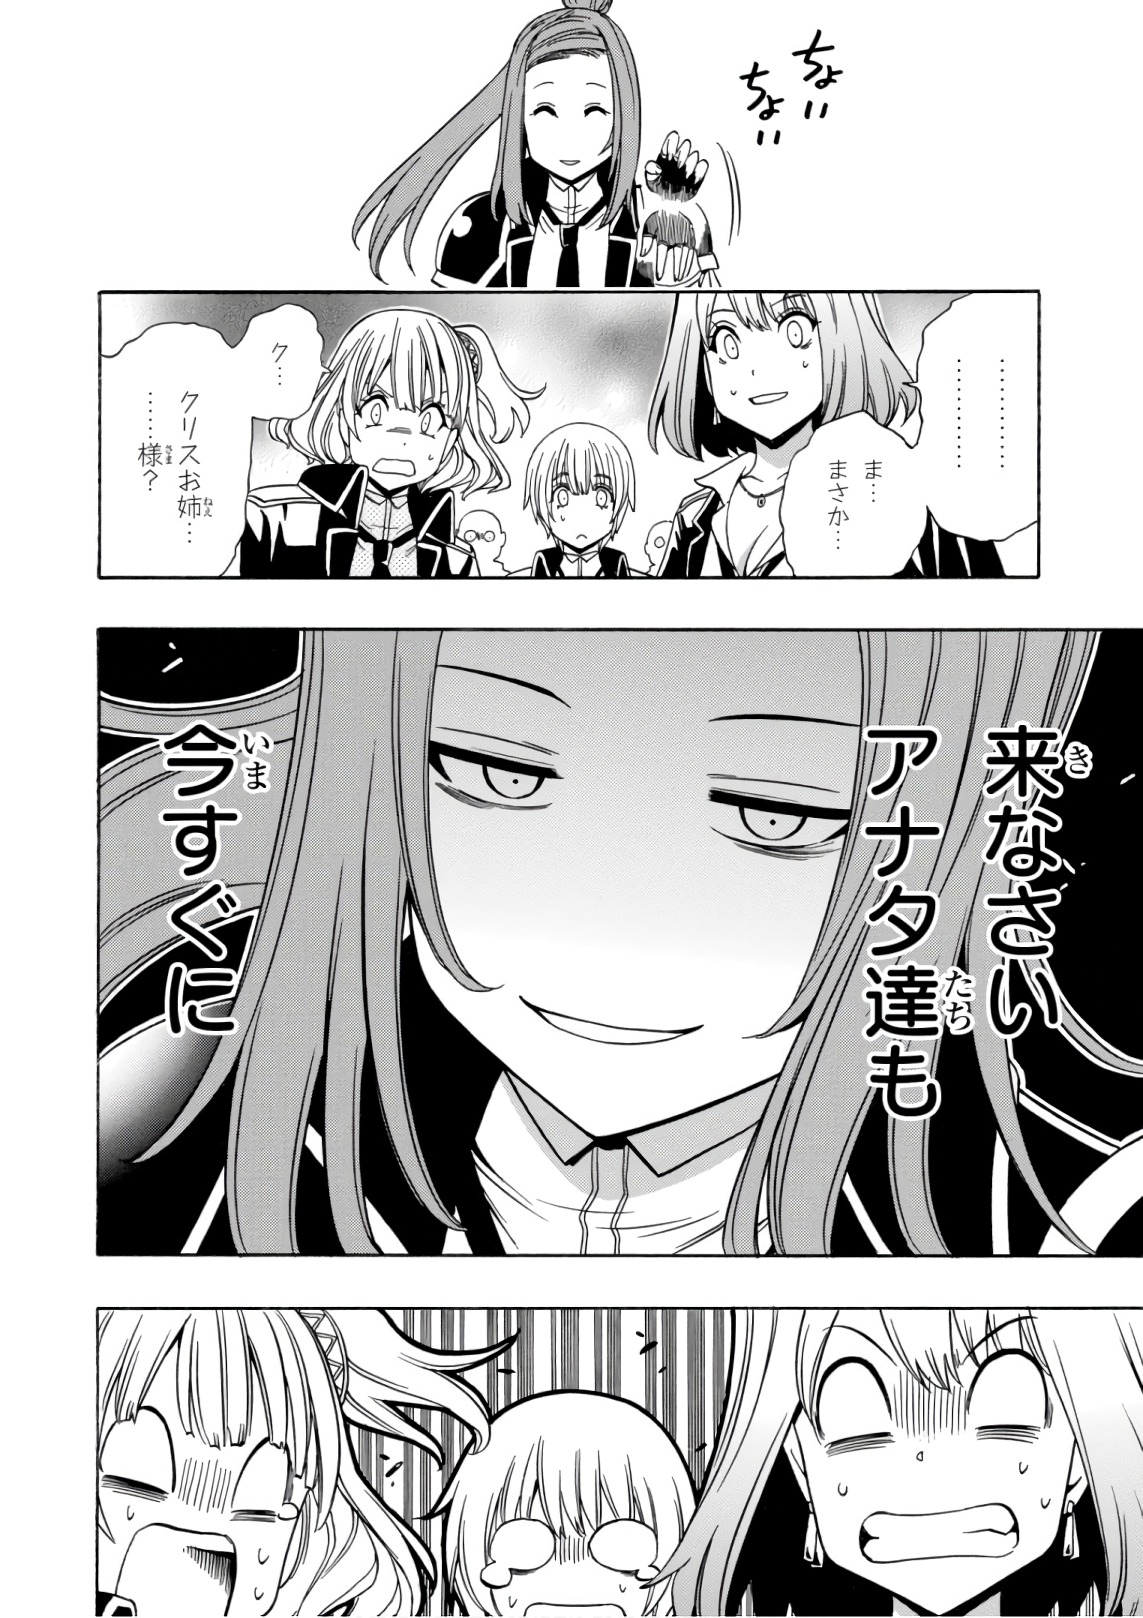 ちょい
ちょい
…………
…………
ま…
まさか…
ク…
クリスお姉…
……様？
来なさい
アナタ達も
今すぐに